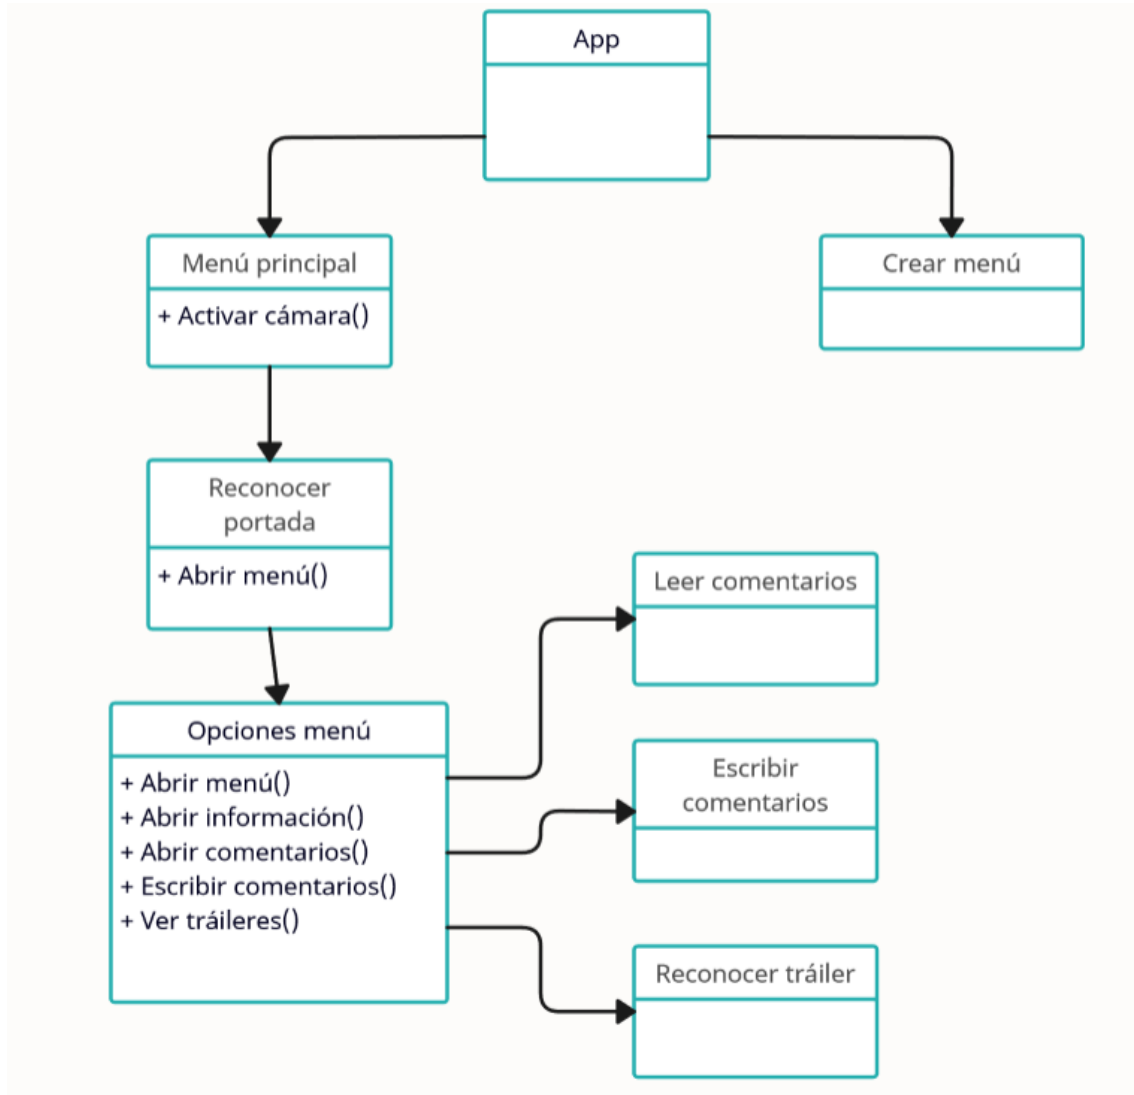 App
Menú principal
+ Activar cámara()
Crear menú
Reconocer
portada
+ Abrir menú()
Opciones menú
+ Abrir menú()
+ Abrir información()
+ Abrir comentarios()
+ Escribir comentarios()
+ Ver tráileres()
Leer comentarios
Escribir
comentarios
Reconocer tráiler